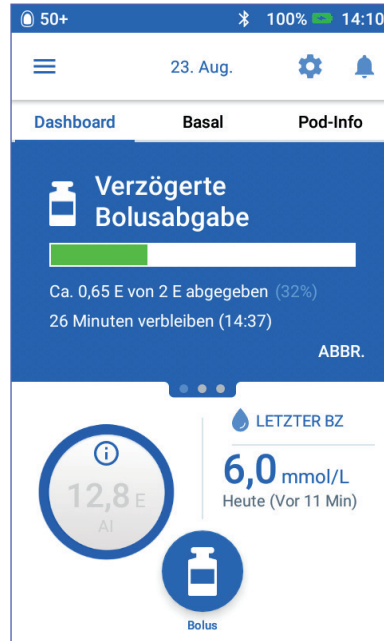 50+ 100% 14:10
23. Aug.
Dashboard Basal Pod-Info
Verzögerte
Bolusabgabe
Ca. 0,65 E von 2 E abgegeben (32%)
26 Minuten verbleiben (14:37)
ABBR.
LETZTER BZ
12,8 E
AI
6,0 mmol/L
Heute (Vor 11 Min)
Bolus